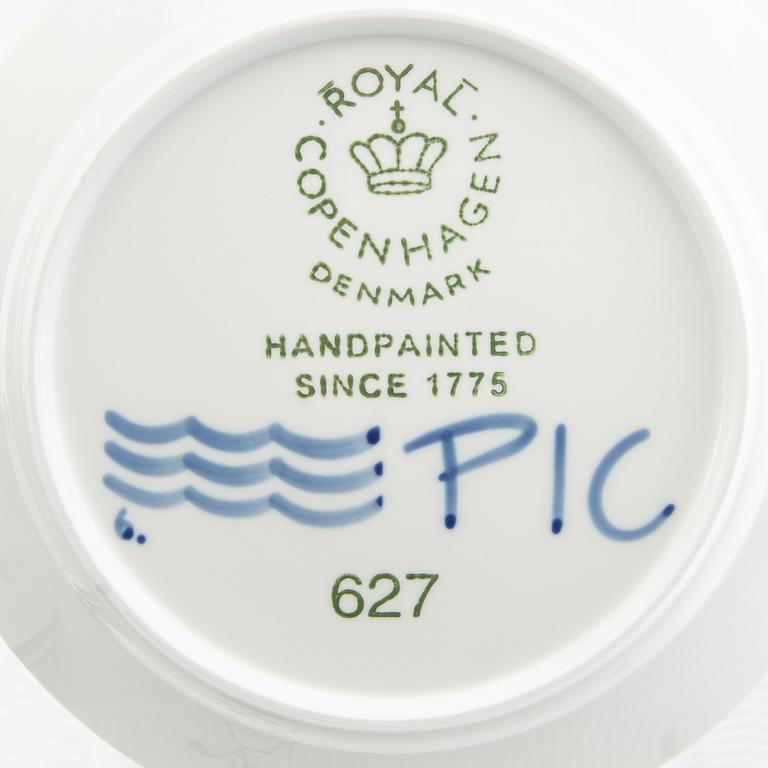 ROYAL
COPENHAGEN
DENMARK
HANDPAINTED
SINCE 1775
PIC
627